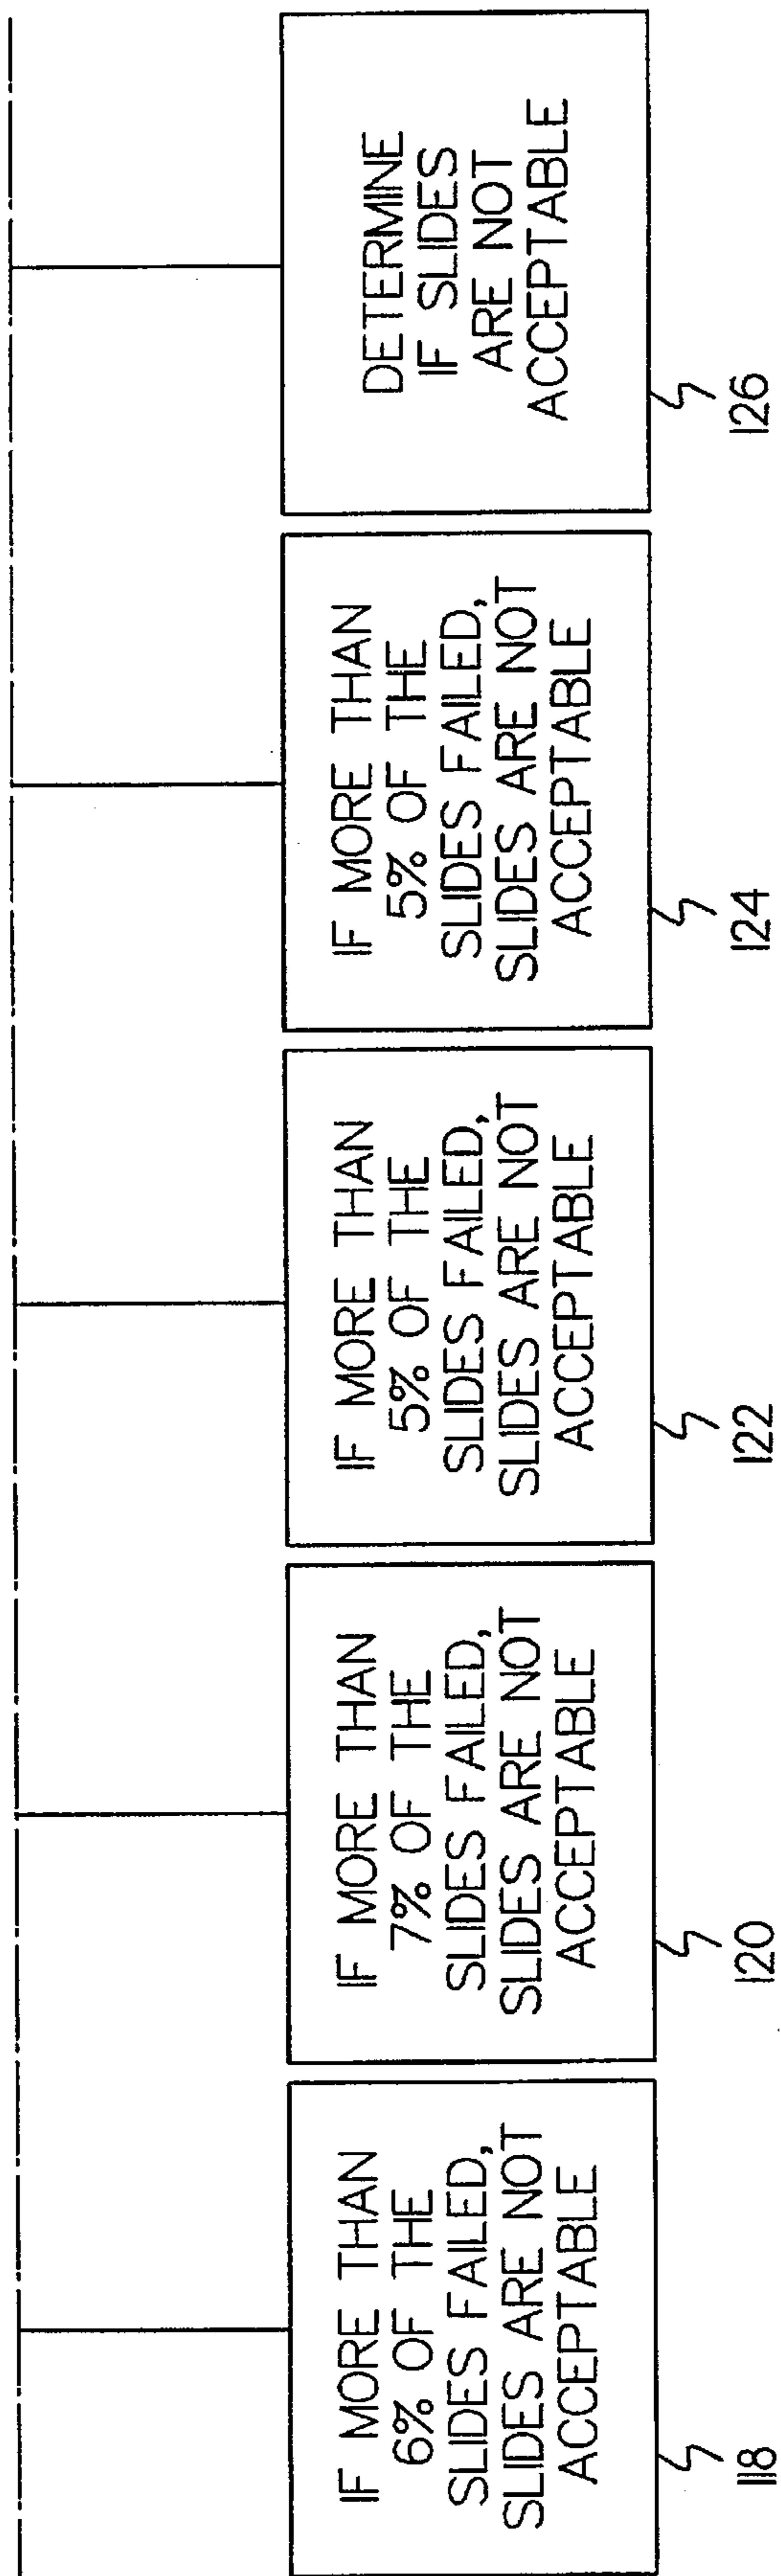 IF MORE THAN
6% OF THE
SLIDES FAILED,
SLIDES ARE NOT
ACCEPTABLE
118
IF MORE THAN
7% OF THE
SLIDES FAILED,
SLIDES ARE NOT
ACCEPTABLE
120
IF MORE THAN
5% OF THE
SLIDES FAILED,
SLIDES ARE NOT
ACCEPTABLE
122
IF MORE THAN
5% OF THE
SLIDES FAILED,
SLIDES ARE NOT
ACCEPTABLE
124
DETERMINE
IF SLIDES
ARE NOT
ACCEPTABLE
126